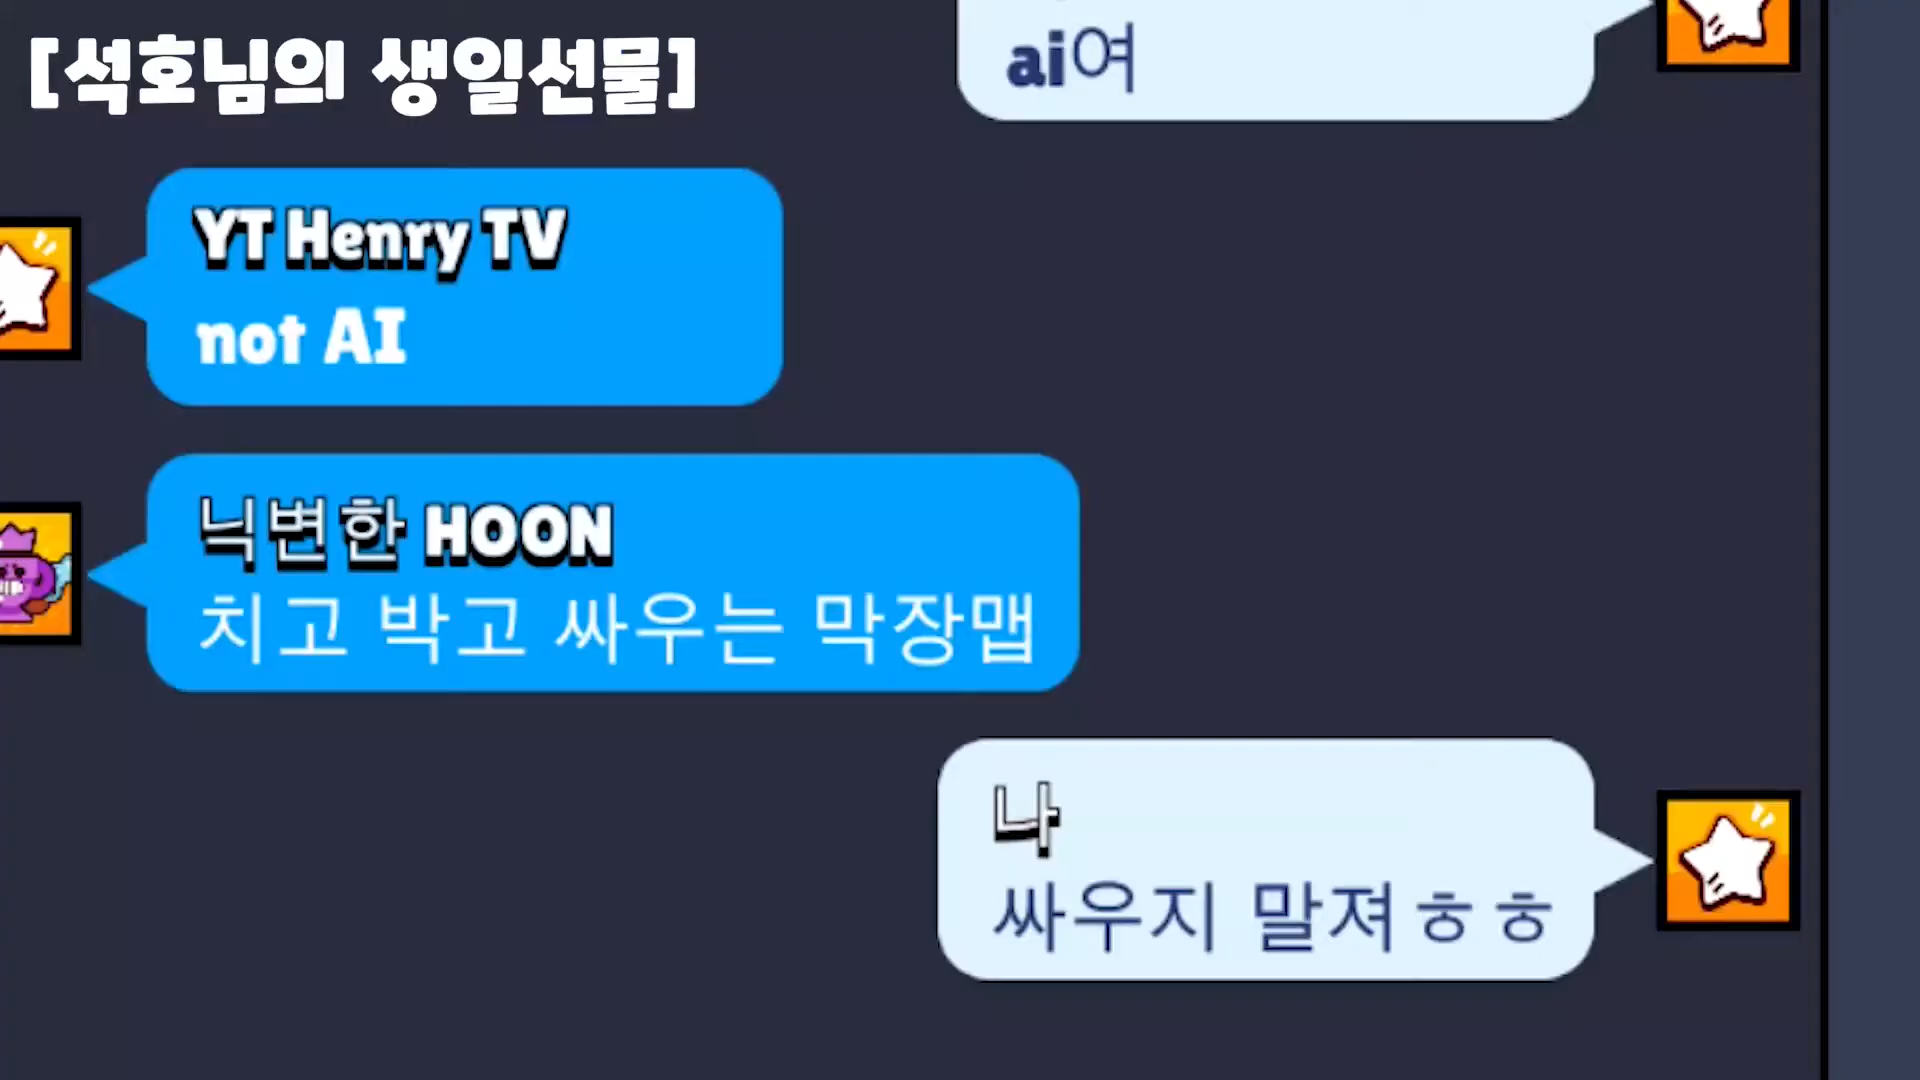 [석호님의 생일선물]
ai여
YT Henry TV
not AI
닉변한 HOON
치고 박고 싸우는 막장맵
나
싸우지 말져ㅎㅎ